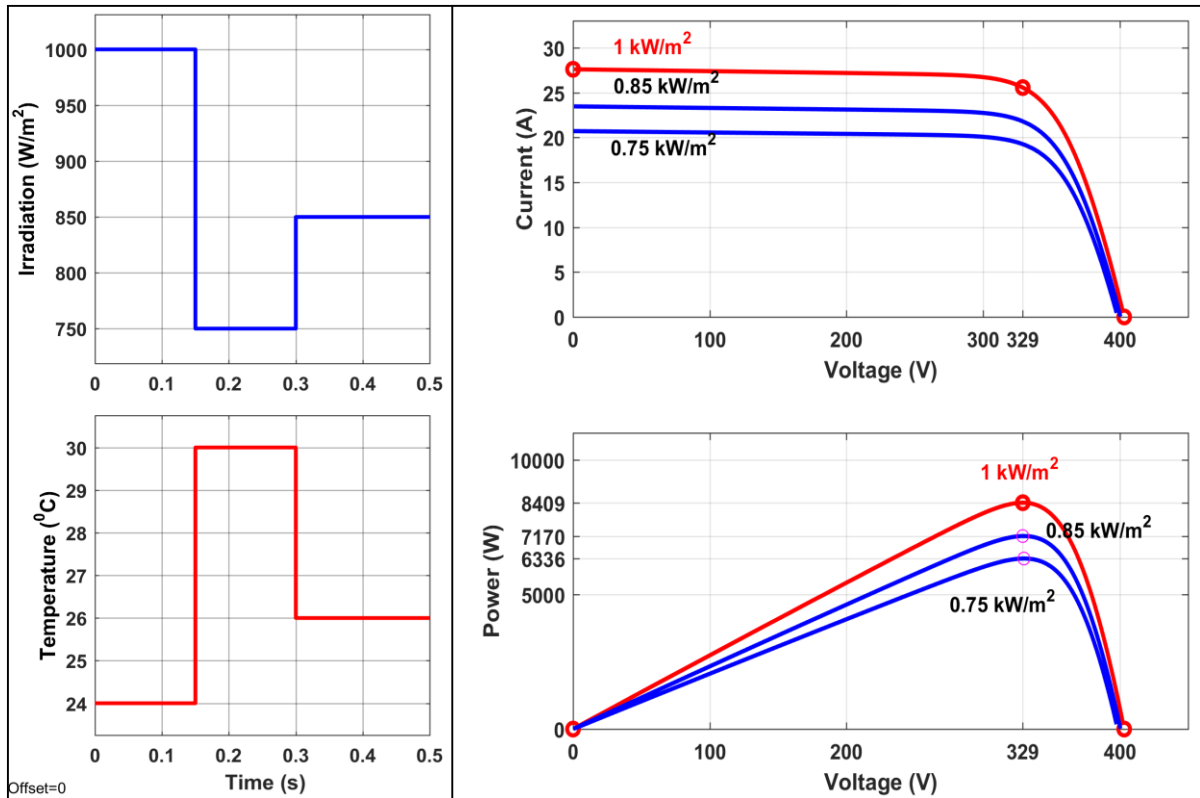 Irradiation (W/m²)
1000
950
900
850
800
750
0 0.1 0.2 0.3 0.4 0.5
Temperature (⁰C)
30
29
28
26
25
24
0 0.1 0.2 0.3 0.4 0.5
Time (s)
Offset=0
Current (A)
30
25
20
15
10
5
0
1 kW/m²
0.85 kW/m²
0.75 kW/m²
0 100 200 300 329 400
Voltage (V)
Power (W)
10000
8409
7170
6336
5000
0
1 kW/m²
0.85 kW/m²
0.75 kW/m²
0 100 200 329 400
Voltage (V)